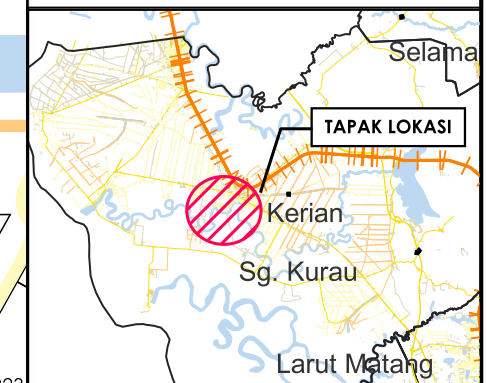 Selama
TAPAK LOKASI
Kerian
Sg. Kurau
Larut Matang